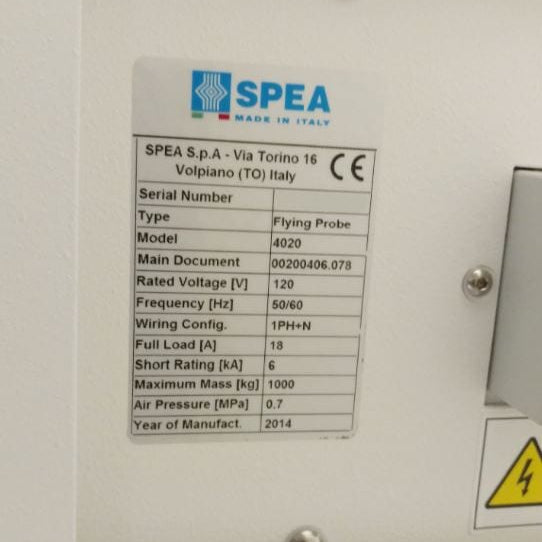 SPEA
MADE IN ITALY
SPEA S.p.A - Via Torino 16
Volpiano (TO) Italy
CE
Serial Number
Type Flying Probe
Model 4020
Main Document 00200406.078
Rated Voltage [V] 120
Frequency [Hz] 50/60
Wiring Config. 1PH+N
Full Load [A] 18
Short Rating [kA] 6
Maximum Mass [kg] 1000
Air Pressure [MPa] 0.7
Year of Manufact. 2014